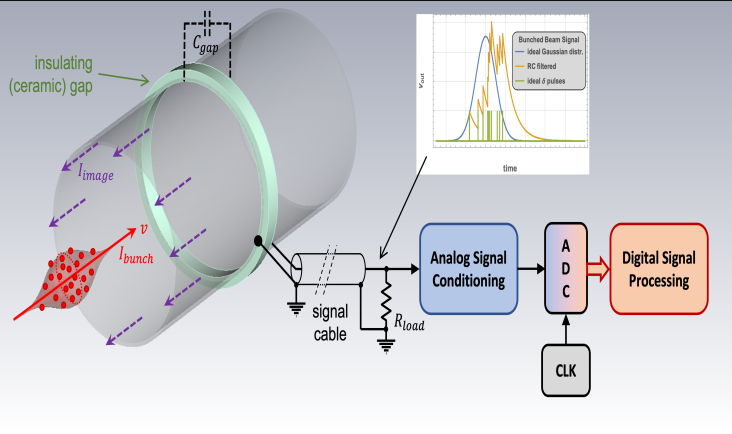 C_gap
insulating
(ceramic) gap
I_image
v
I_bunch
signal
cable
R_load
v_out
Bunched Beam Signal
ideal Gaussian distr.
RC filtered
ideal δ pulses
time
Analog Signal
Conditioning
A
D
C
Digital Signal
Processing
CLK